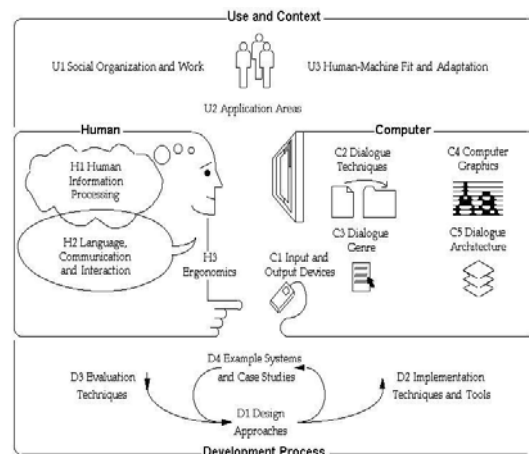 Use and Context
U1 Social Organization and Work
U3 Human-Machine Fit and Adaptation
U2 Application Areas
Human
H1 Human
Information
Processing
H2 Language,
Communication
and Interaction
H3
Ergonomics
Computer
C2 Dialogue
Techniques
C4 Computer
Graphics
Aa
C3 Dialogue
Genre
C5 Dialogue
Architecture
C1 Input and
Output Devices
D4 Example Systems
and Case Studies
D3 Evaluation
Techniques
D2 Implementation
Techniques and Tools
D1 Design
Approaches
Development Process